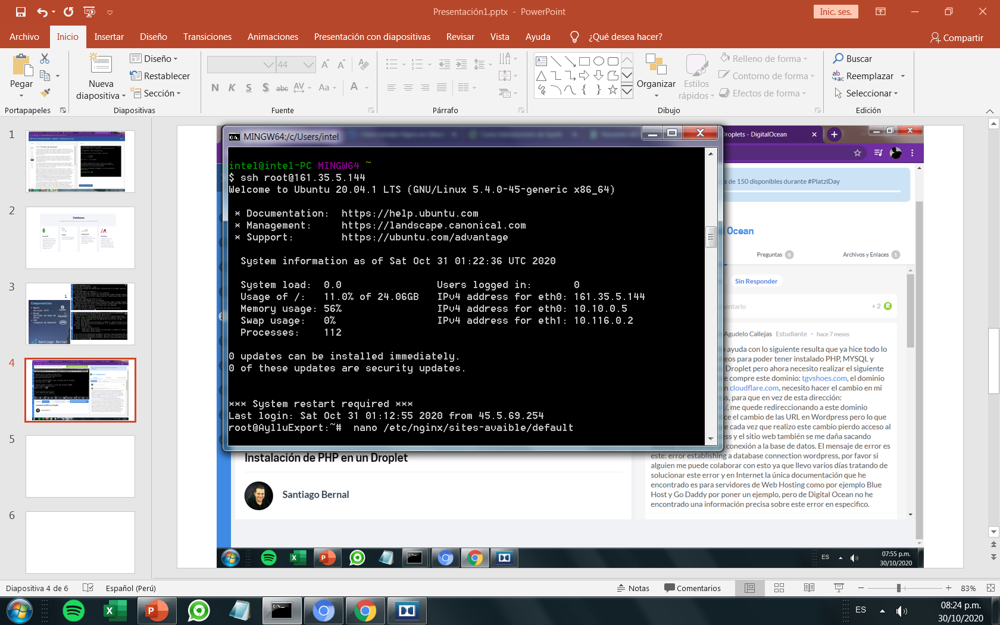 Presentación1.pptx - PowerPoint
Inic. ses.
Archivo Inicio Insertar Diseño Transiciones Animaciones Presentación con diapositivas Revisar Vista Ayuda ¿Qué desea hacer? Compartir
Pegar
Portapapeles
Nueva diapositiva
Diseño
Restablecer
Sección
Diapositivas
44
N K S S abc AV Aa A
Fuente
Párrafo
Organizar
Estilos rápidos
Relleno de forma
Contorno de forma
Efectos de forma
Dibujo
Buscar
Reemplazar
Seleccionar
Edición
1
2
Databases
3
Componentes
Santiago Bernal
4
5
6
MINGW64:/c/Users/intel
intel@intel-PC MINGW64 ~
$ ssh root@161.35.5.144
Welcome to Ubuntu 20.04.1 LTS (GNU/Linux 5.4.0-45-generic x86_64)
* Documentation: https://help.ubuntu.com
* Management: https://landscape.canonical.com
* Support: https://ubuntu.com/advantage
System information as of Sat Oct 31 01:22:36 UTC 2020
System load: 0.0 Users logged in: 0
Usage of /: 11.0% of 24.06GB IPv4 address for eth0: 161.35.5.144
Memory usage: 56% IPv4 address for eth0: 10.10.0.5
Swap usage: 0% IPv4 address for eth1: 10.116.0.2
Processes: 112
0 updates can be installed immediately.
0 of these updates are security updates.
*** System restart required ***
Last login: Sat Oct 31 01:12:55 2020 from 45.5.69.254
root@AylluExport:~# nano /etc/nginx/sites-avaible/default
Droplets - DigitalOcean
s de 150 disponibles durante #PlatziDay
Ocean
Preguntas 0 Archivos y Enlaces 1
Sin Responder
entario +2 R
Agudelo Callejas Estudiante · hace 7 meses
o ayuda con lo siguiente resulta que ya hice todo lo
eos para poder tener instalado PHP, MYSQL y
Droplet pero ahora necesito realizar el siguiente
e compre este dominio: tgvshoes.com, el dominio
n cloudflare.com, necesito hacer el cambio en mi
ss, para que en vez de esta dirección:
/, me quede redireccionando a este dominio
ce el cambio de las URL en Wordpress pero lo que
e cada vez que realizo este cambio pierdo acceso al
ss y el sitio web también se me daña sacando
conexión a la base de datos. El mensaje de error es
este: error establishing a database connection wordpress, por favor si
alguien me puede colaborar con esto ya que llevo varios días tratando de
solucionar este error y en Internet la única documentación que he
encontrado es para servidores de Web Hosting como por ejemplo Blue
Host y Go Daddy por poner un ejemplo, pero de Digital Ocean no he
encontrado una información precisa sobre este error en especifico.
Instalación de PHP en un Droplet
Santiago Bernal
ES
07:55 p.m.
30/10/2020
Diapositiva 4 de 6 Español (Perú) Notas Comentarios 83%
ES
08:24 p.m.
30/10/2020